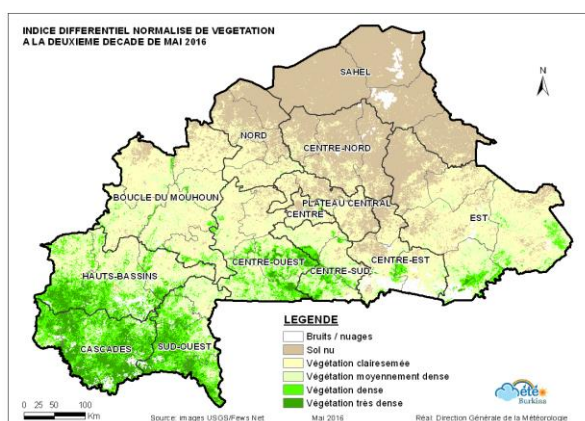 INDICE DIFFERENTIEL NORMALISE DE VEGETATION
A LA DEUXIEME DECADE DE MAI 2016
SAHEL
N
NORD
CENTRE-NORD
BOUCLE DU MOUHOUN
PLATEAU CENTRAL
CENTRE
EST
CENTRE-OUEST
CENTRE-EST
HAUTS-BASSINS
CENTRE-SUD
CASCADES
SUD-OUEST
LEGENDE
Bruits / nuages
Sol nu
Végétation clairesemée
Végétation moyennement dense
Végétation dense
Végétation très dense
0 25 50 100
Km
Météo
Burkina
Source: images USGS/Fews Net
Mai 2016
Réal: Direction Générale de la Météorologie